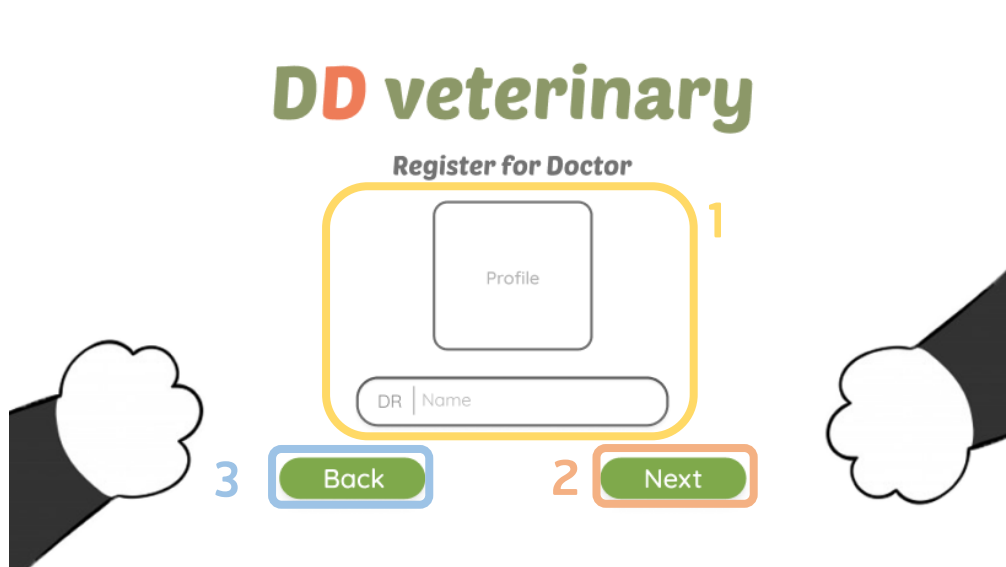 DD veterinary
Register for Doctor
1
Profile
DR Name
3 Back 2 Next